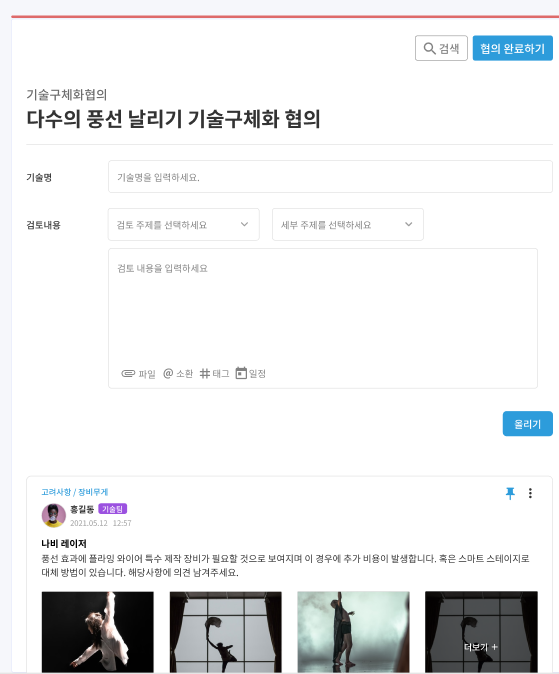 검색
협의 완료하기
기술구체화협의
다수의 풍선 날리기 기술구체화 협의
기술명
기술명을 입력하세요.
검토내용
검토 주제를 선택하세요
세부 주제를 선택하세요
검토 내용을 입력하세요
파일 @ 소환 # 태그 일정
올리기
고려사항 / 장비무게
홍길동 기술팀
2021.05.12 12:57
나비 레이저
풍선 효과에 플라잉 와이어 특수 제작 장비가 필요할 것으로 보여지며 이 경우에 추가 비용이 발생합니다. 혹은 스마트 스테이지로
대체 방법이 있습니다. 해당사항에 의견 남겨주세요.
더보기 +